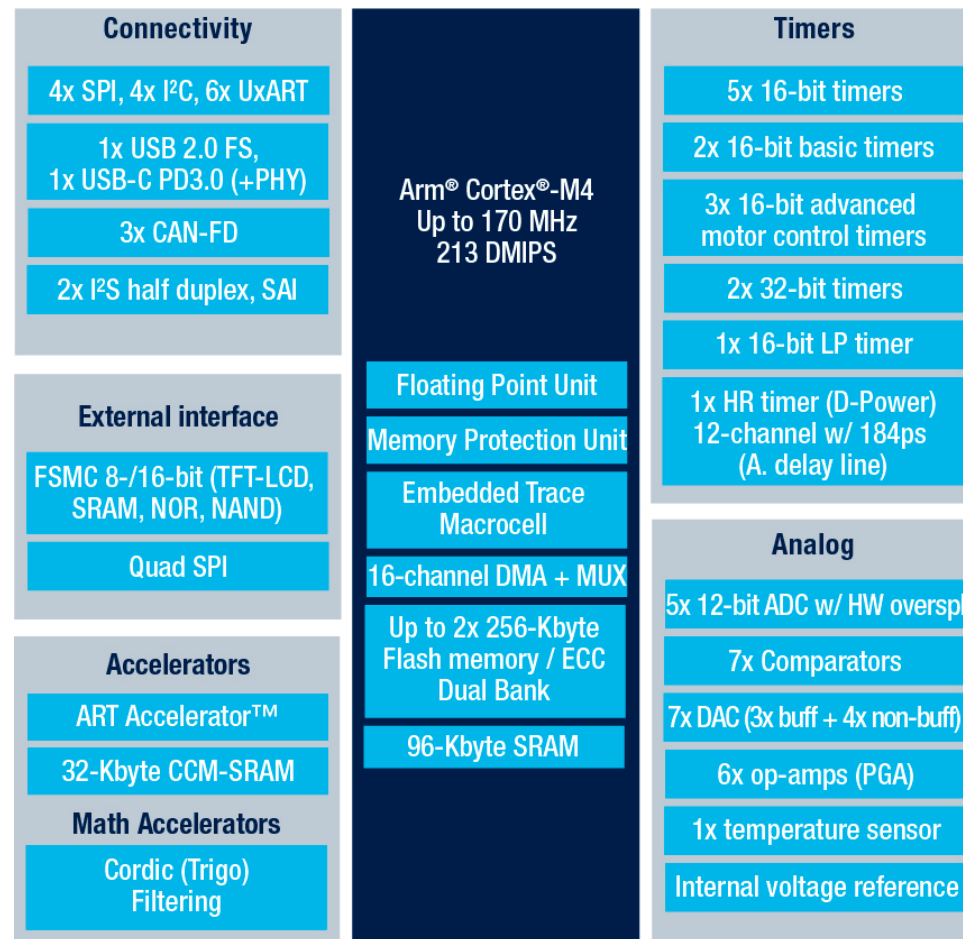 Connectivity
4x SPI, 4x I²C, 6x UxART
1x USB 2.0 FS,
1x USB-C PD3.0 (+PHY)
3x CAN-FD
2x I²S half duplex, SAI
External interface
FSMC 8-/16-bit (TFT-LCD,
SRAM, NOR, NAND)
Quad SPI
Accelerators
ART Accelerator™
32-Kbyte CCM-SRAM
Math Accelerators
Cordic (Trigo)
Filtering
Arm® Cortex®-M4
Up to 170 MHz
213 DMIPS
Floating Point Unit
Memory Protection Unit
Embedded Trace
Macrocell
16-channel DMA + MUX
Up to 2x 256-Kbyte
Flash memory / ECC
Dual Bank
96-Kbyte SRAM
Timers
5x 16-bit timers
2x 16-bit basic timers
3x 16-bit advanced
motor control timers
2x 32-bit timers
1x 16-bit LP timer
1x HR timer (D-Power)
12-channel w/ 184ps
(A. delay line)
Analog
5x 12-bit ADC w/ HW overspl
7x Comparators
7x DAC (3x buff + 4x non-buff)
6x op-amps (PGA)
1x temperature sensor
Internal voltage reference